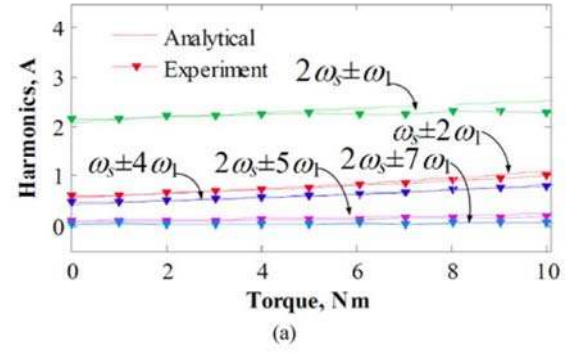 (a)
4
3
2
1
0
Harmonics, A
Analytical
Experiment
2ωs±ω1
ωs±2ω1
ωs±4ω1
2ωs±5ω1
2ωs±7ω1
0 2 4 6 8 10
Torque, Nm
(a)